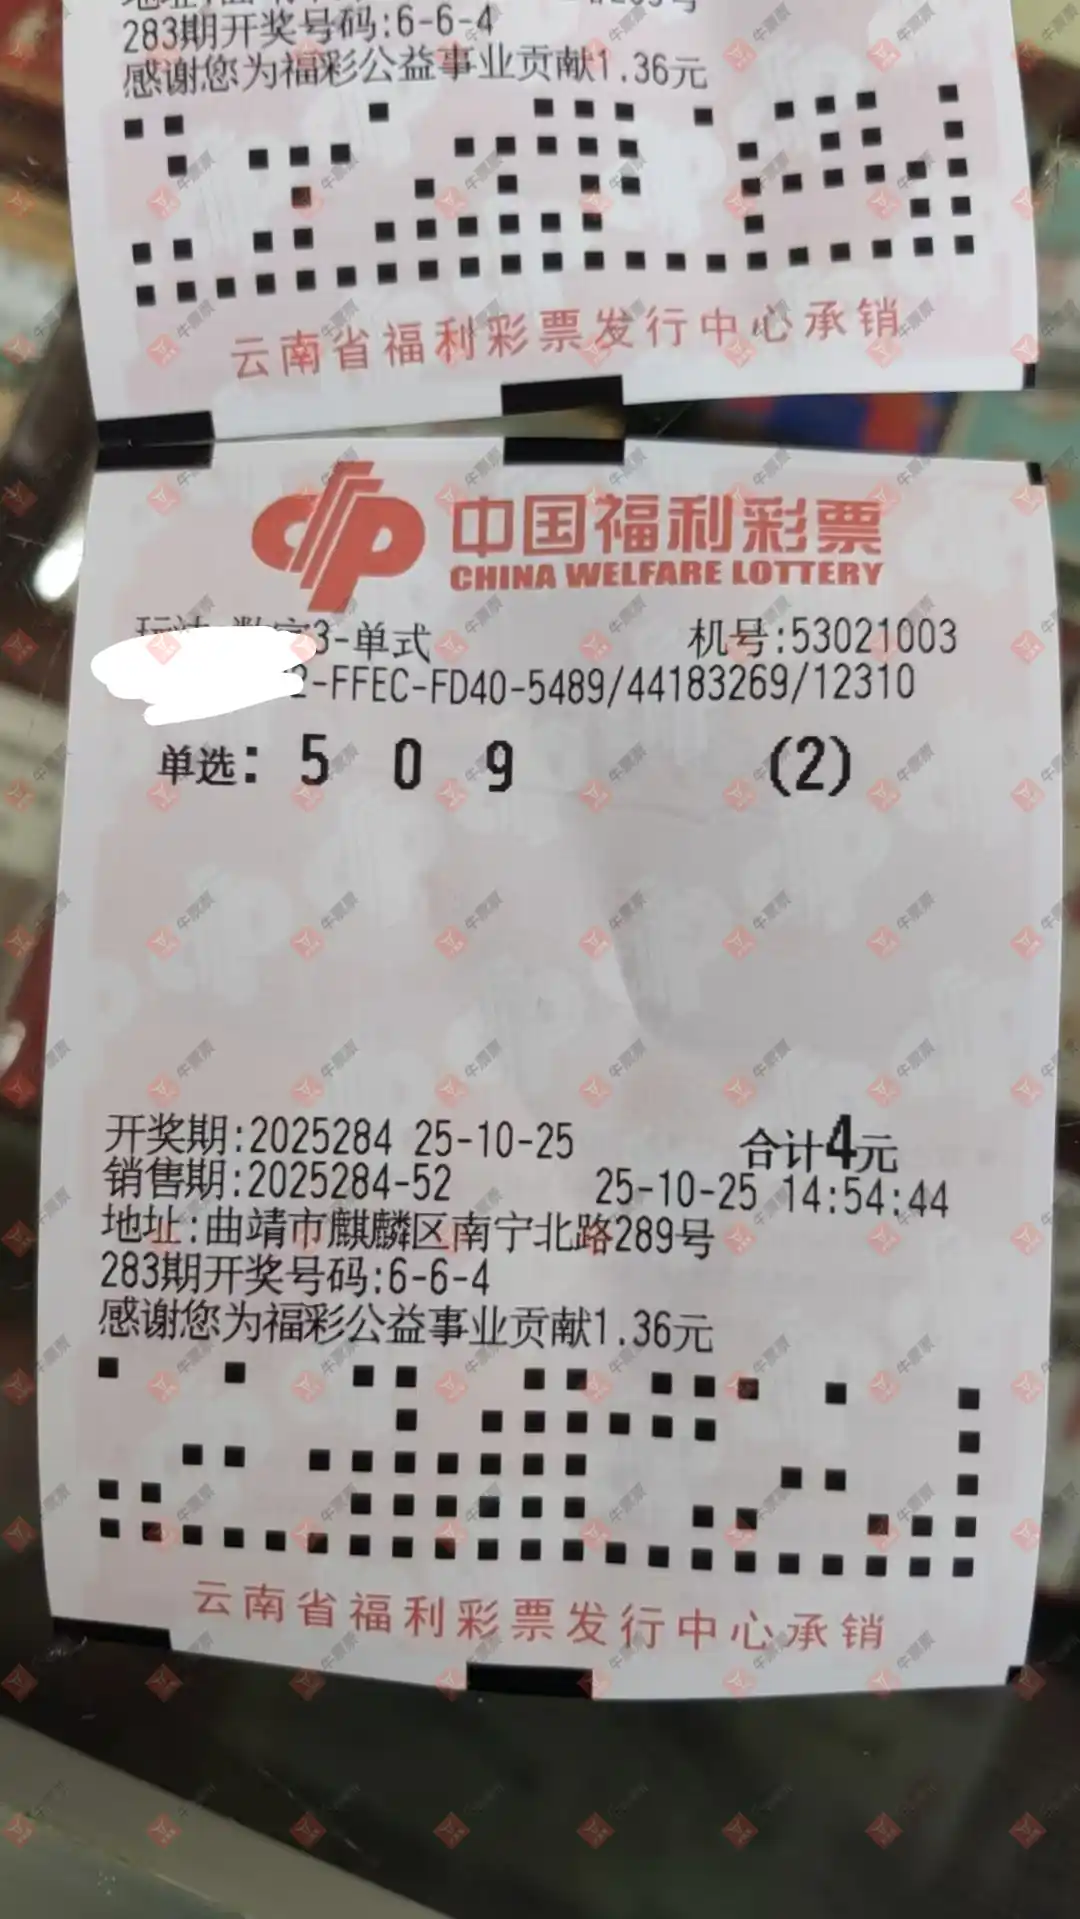 283期开奖号码:6-6-4
感谢您为福彩公益事业贡献1.36元
云南省福利彩票发行中心承销
中国福利彩票
CHINA WELFARE LOTTERY
3-单式 机号:53021003
2-FFEC-FD40-5489/44183269/12310
单选: 5 0 9 (2)
开奖期:2025284 25-10-25 合计4元
销售期:2025284-52 25-10-25 14:54:44
地址:曲靖市麒麟区南宁北路289号
283期开奖号码:6-6-4
感谢您为福彩公益事业贡献1.36元
云南省福利彩票发行中心承销
牛票票